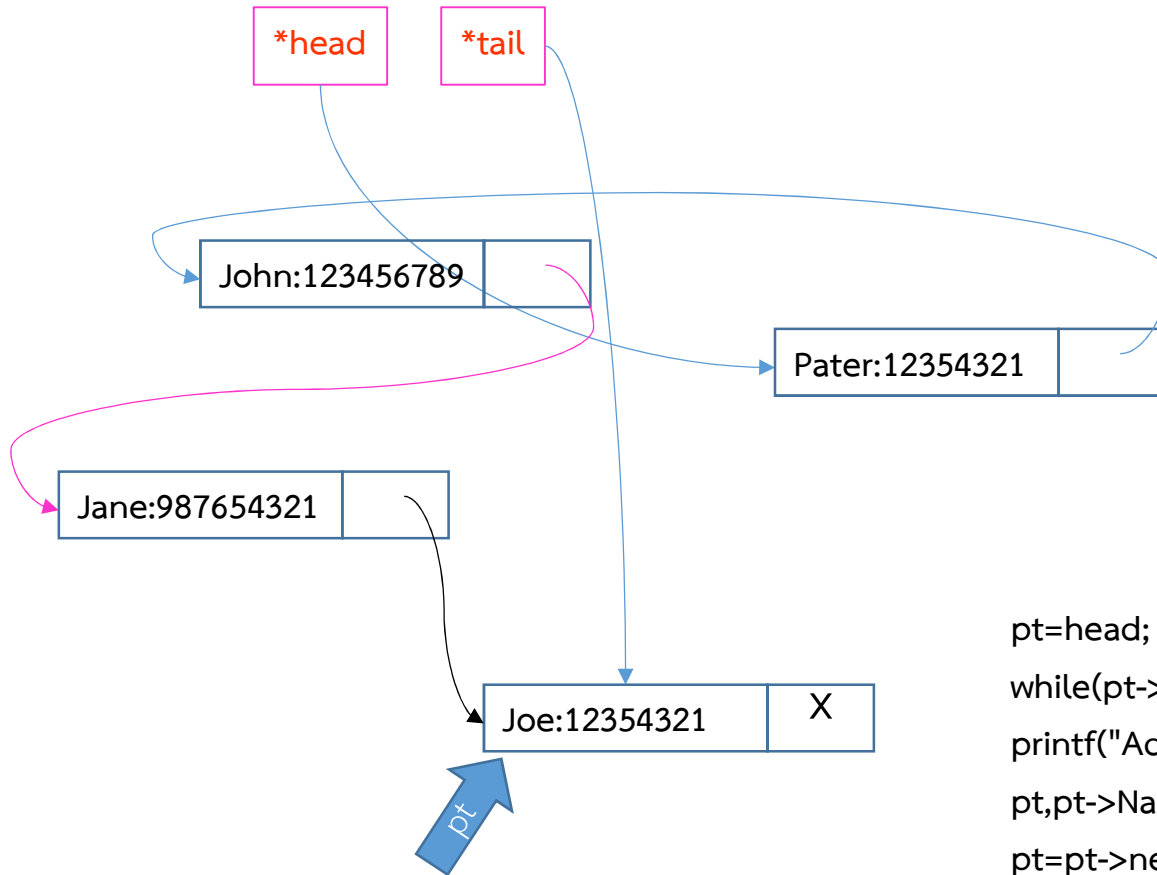 *head
*tail
John:123456789
Pater:12354321
Jane:987654321
Joe:12354321
X
pt
pt=head;
while(pt->
printf("Ac
pt,pt->Na
pt=pt->ne